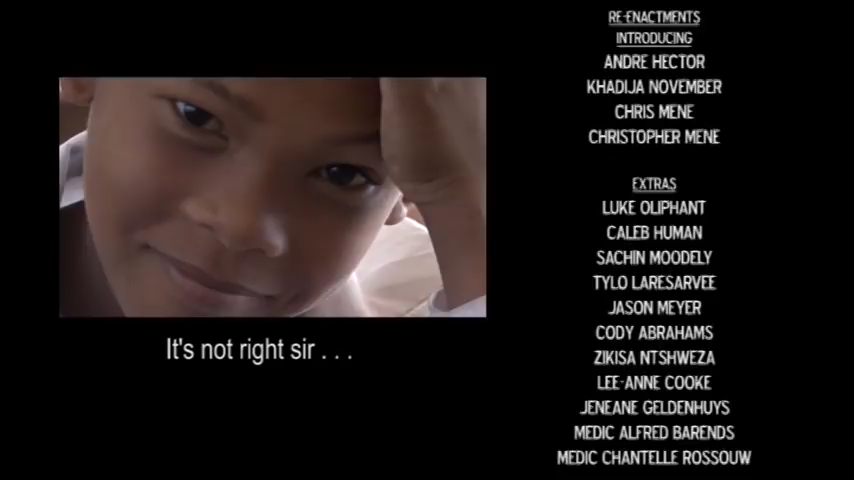 It's not right sir . . .
RE-ENACTMENTS
INTRODUCING
ANDRE HECTOR
KHADIJA NOVEMBER
CHRIS MENE
CHRISTOPHER MENE
EXTRAS
LUKE OLIPHANT
CALEB HUMAN
SACHIN MOODELY
TYLO LARESARVEE
JASON MEYER
CODY ABRAHAMS
ZIKISA NTSHWEZA
LEE-ANNE COOKE
JENEANE GELDENHUYS
MEDIC ALFRED BARENDS
MEDIC CHANTELLE ROSSOUW